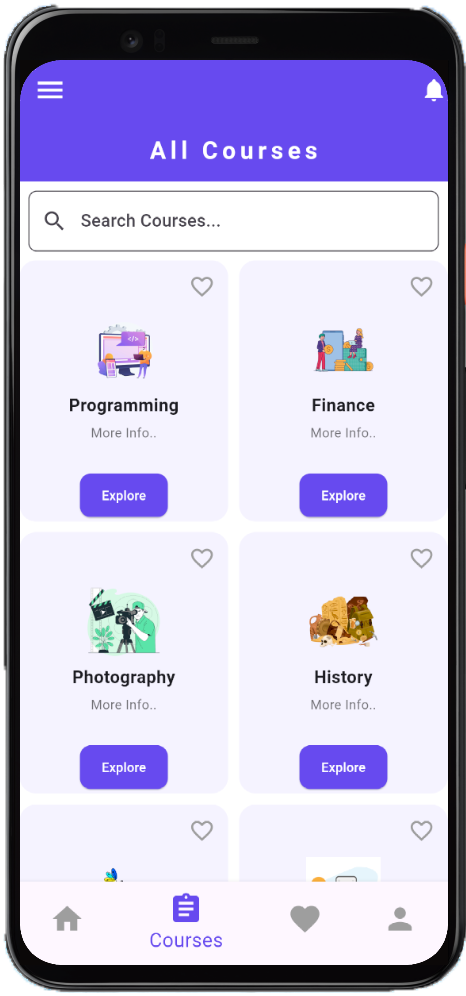 All Courses
Search Courses...
Programming
Finance
More Info..
More Info..
Explore
Explore
Photography
History
More Info..
More Info..
Explore
Explore
Courses